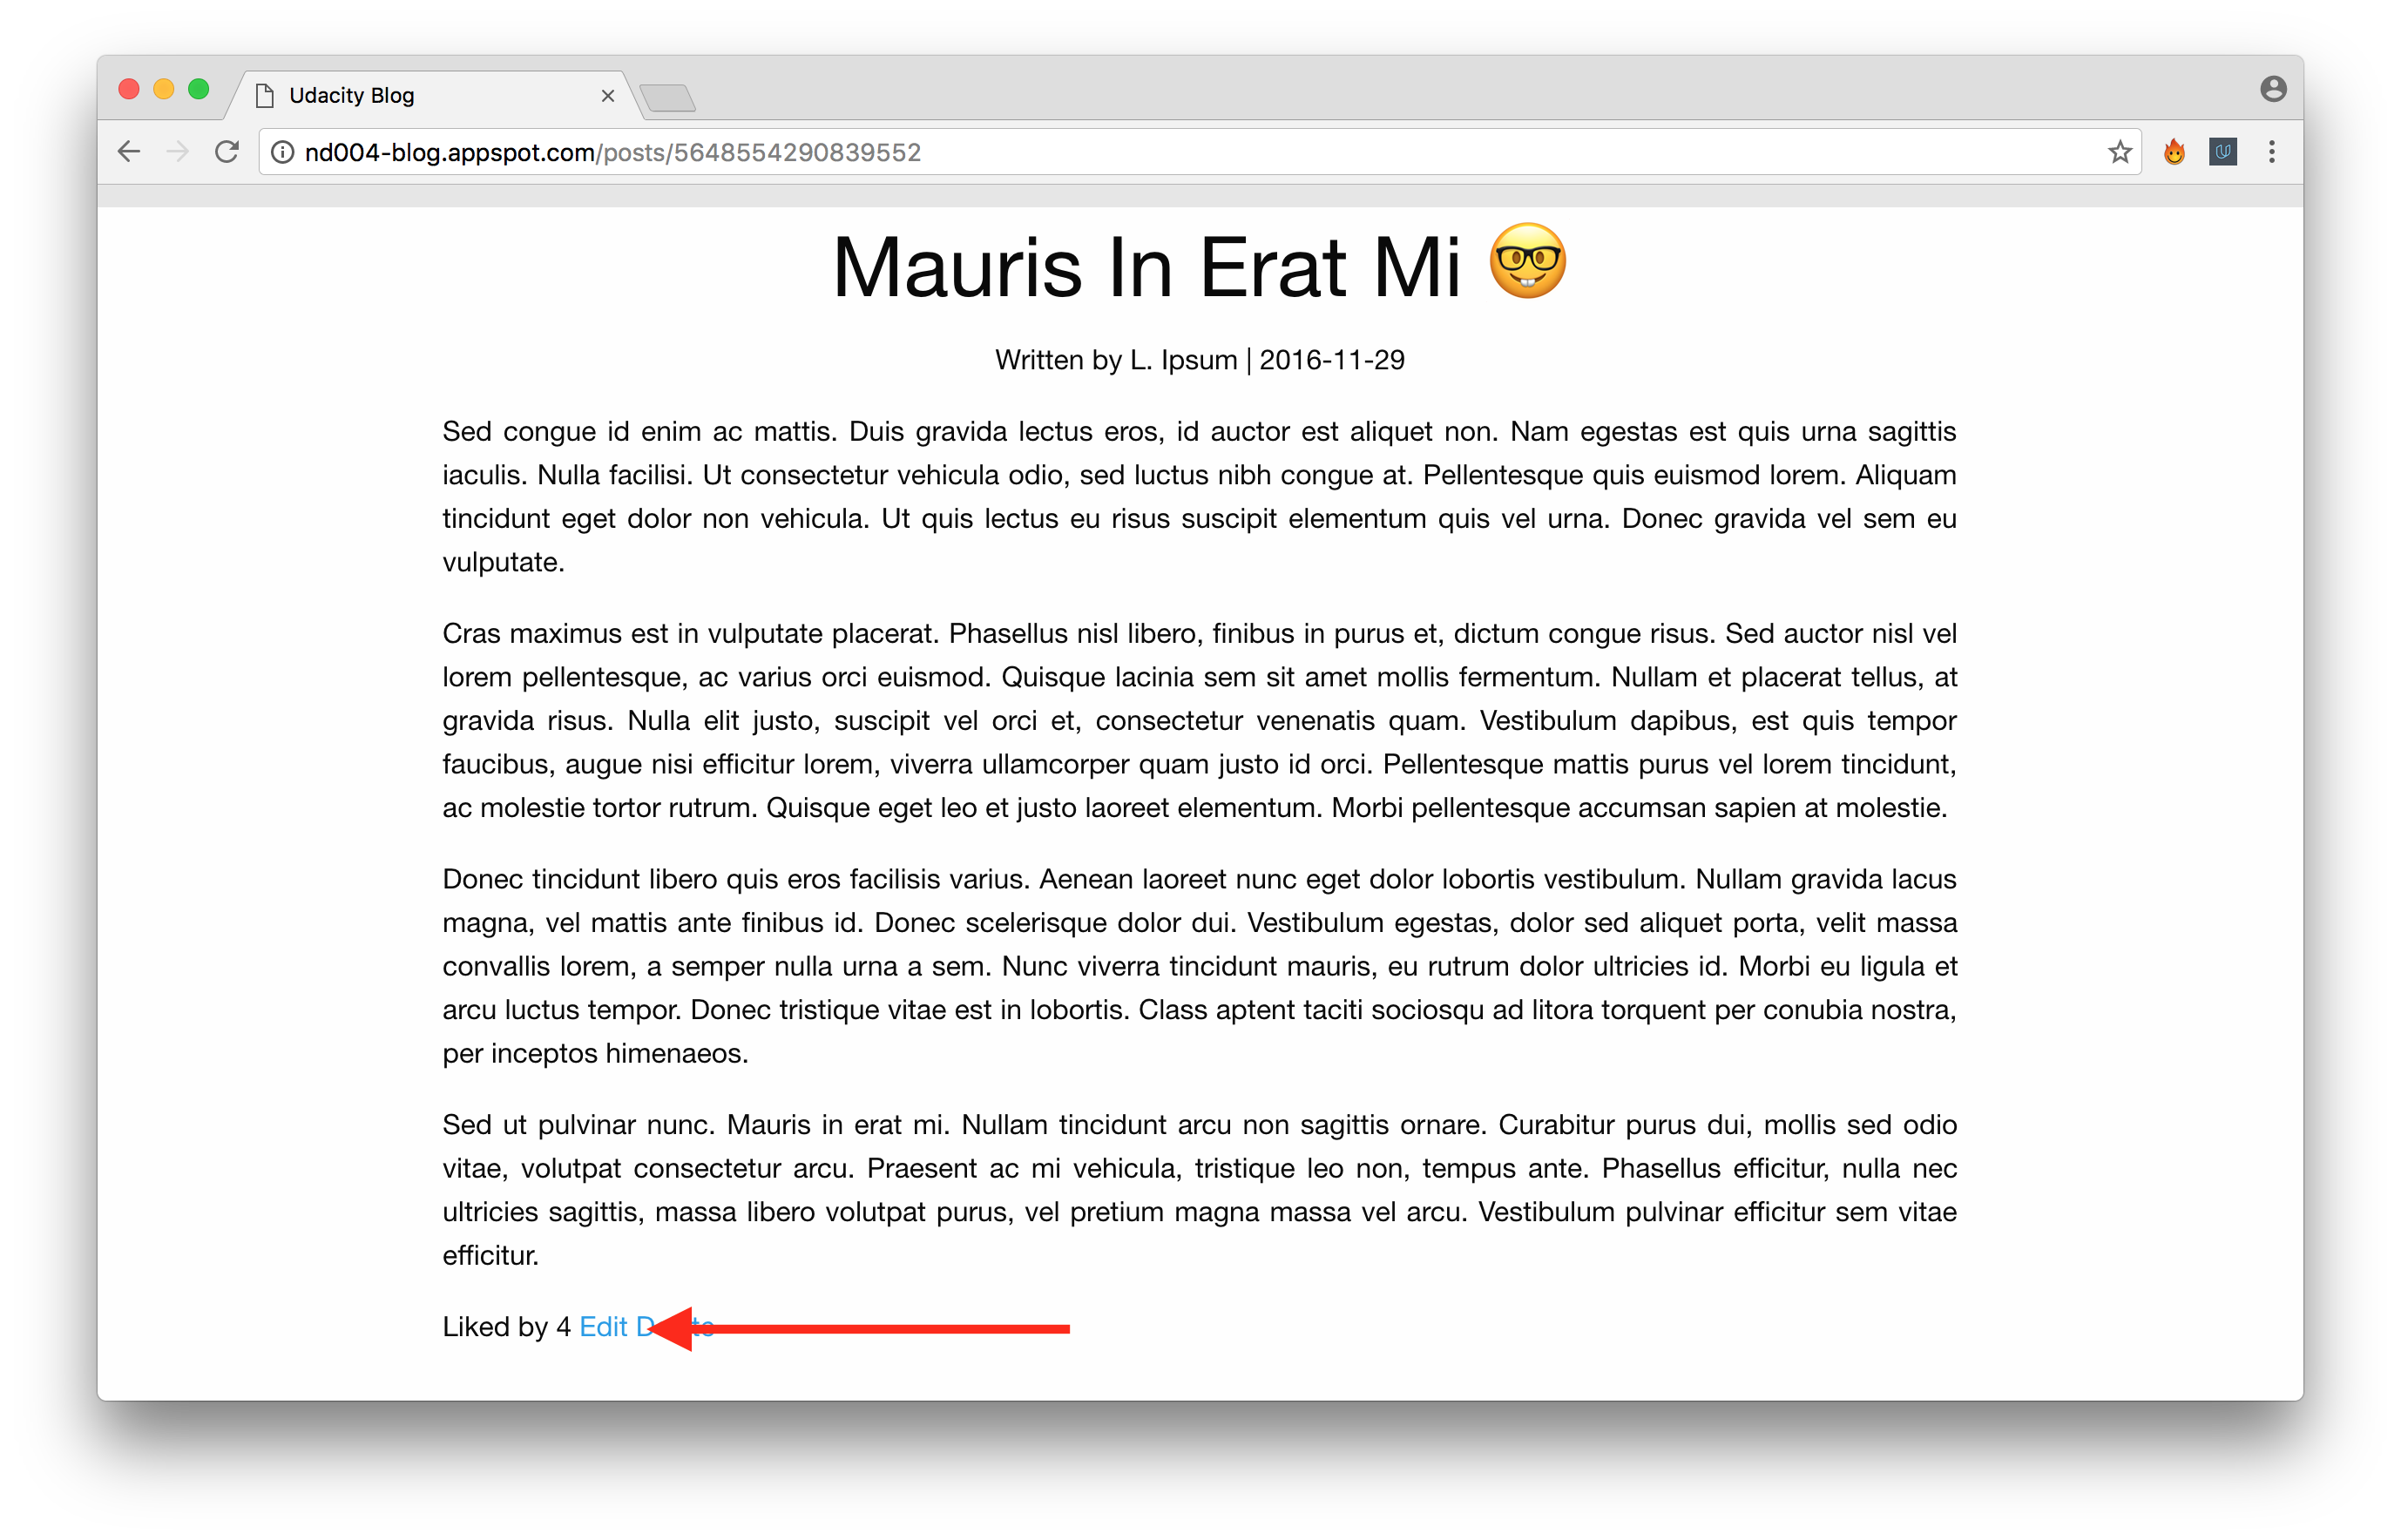 Udacity Blog
nd004-blog.appspot.com/posts/5648554290839552
Mauris In Erat Mi
Written by L. Ipsum | 2016-11-29
Sed congue id enim ac mattis. Duis gravida lectus eros, id auctor est aliquet non. Nam egestas est quis urna sagittis
iaculis. Nulla facilisi. Ut consectetur vehicula odio, sed luctus nibh congue at. Pellentesque quis euismod lorem. Aliquam
tincidunt eget dolor non vehicula. Ut quis lectus eu risus suscipit elementum quis vel urna. Donec gravida vel sem eu
vulputate.
Cras maximus est in vulputate placerat. Phasellus nisl libero, finibus in purus et, dictum congue risus. Sed auctor nisl vel
lorem pellentesque, ac varius orci euismod. Quisque lacinia sem sit amet mollis fermentum. Nullam et placerat tellus, at
gravida risus. Nulla elit justo, suscipit vel orci et, consectetur venenatis quam. Vestibulum dapibus, est quis tempor
faucibus, augue nisi efficitur lorem, viverra ullamcorper quam justo id orci. Pellentesque mattis purus vel lorem tincidunt,
ac molestie tortor rutrum. Quisque eget leo et justo laoreet elementum. Morbi pellentesque accumsan sapien at molestie.
Donec tincidunt libero quis eros facilisis varius. Aenean laoreet nunc eget dolor lobortis vestibulum. Nullam gravida lacus
magna, vel mattis ante finibus id. Donec scelerisque dolor dui. Vestibulum egestas, dolor sed aliquet porta, velit massa
convallis lorem, a semper nulla urna a sem. Nunc viverra tincidunt mauris, eu rutrum dolor ultricies id. Morbi eu ligula et
arcu luctus tempor. Donec tristique vitae est in lobortis. Class aptent taciti sociosqu ad litora torquent per conubia nostra,
per inceptos himenaeos.
Sed ut pulvinar nunc. Mauris in erat mi. Nullam tincidunt arcu non sagittis ornare. Curabitur purus dui, mollis sed odio
vitae, volutpat consectetur arcu. Praesent ac mi vehicula, tristique leo non, tempus ante. Phasellus efficitur, nulla nec
ultricies sagittis, massa libero volutpat purus, vel pretium magna massa vel arcu. Vestibulum pulvinar efficitur sem vitae
efficitur.
Liked by 4 Edit